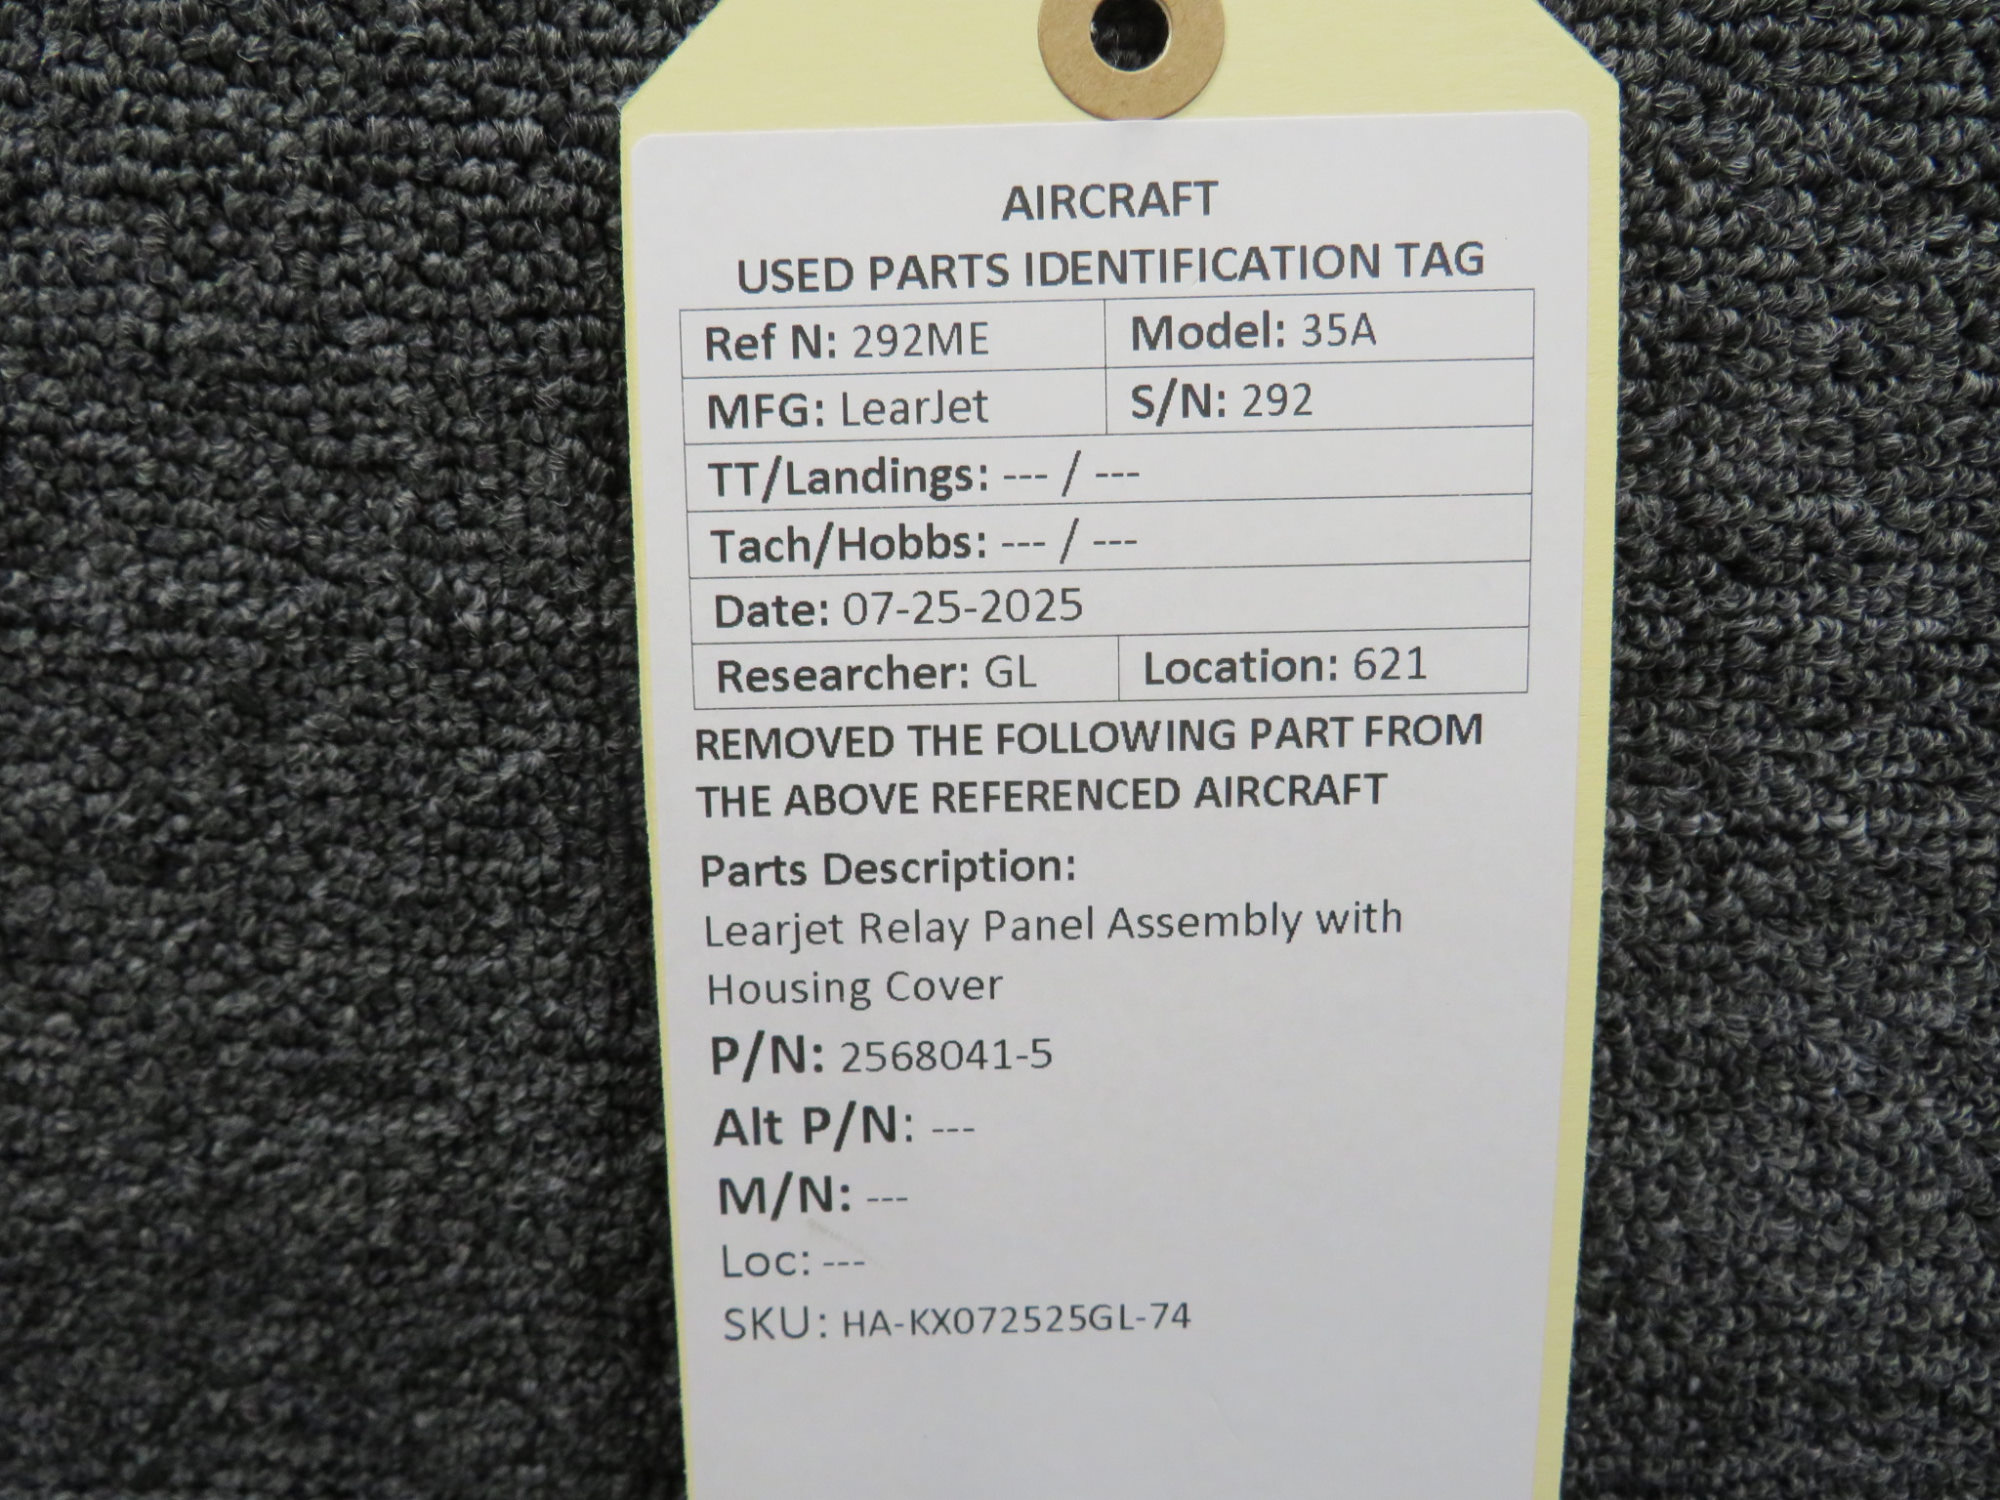 AIRCRAFT
USED PARTS IDENTIFICATION TAG
Ref N: 292ME Model: 35A
MFG: LearJet S/N: 292
TT/Landings: --- / ---
Tach/Hobbs: --- / ---
Date: 07-25-2025
Researcher: GL Location: 621
REMOVED THE FOLLOWING PART FROM
THE ABOVE REFERENCED AIRCRAFT
Parts Description:
Learjet Relay Panel Assembly with
Housing Cover
P/N: 2568041-5
Alt P/N: ---
M/N: ---
Loc: ---
SKU: HA-KX072525GL-74